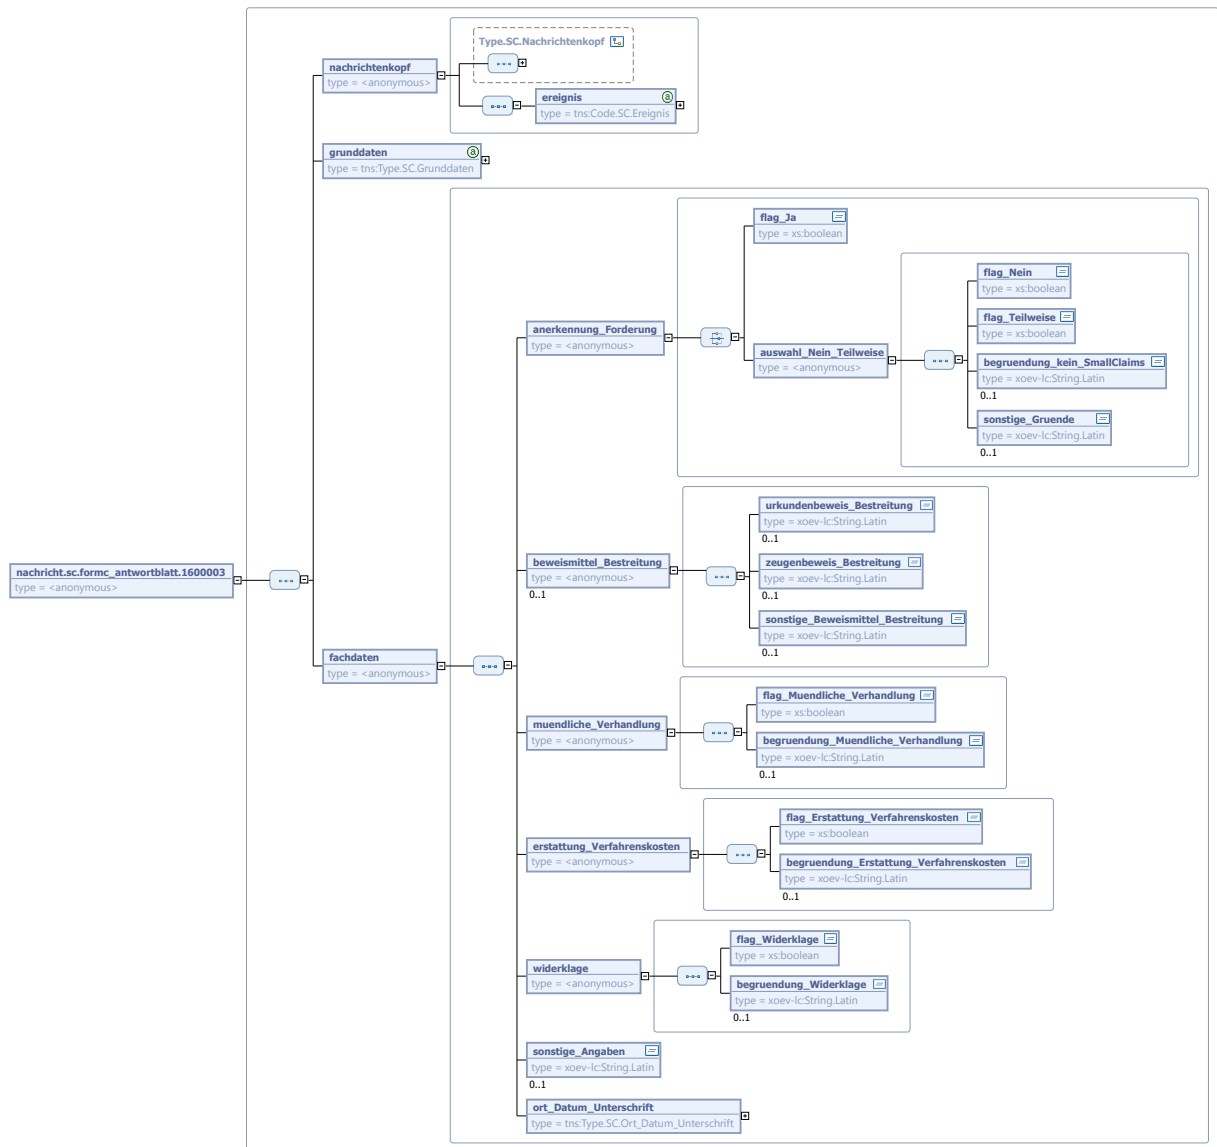 Type.SC.Nachrichtenkopf
nachrichtenkopf
type = <anonymous>
ereignis
a
type = tns:Code.SC.Ereignis
grunddaten
a
type = tns:Type.SC.Grunddaten
flag_Ja
type = xs:boolean
flag_Nein
type = xs:boolean
flag_Teilweise
type = xs:boolean
anerkennung_Forderung
type = <anonymous>
auswahl_Nein_Teilweise
type = <anonymous>
begruendung_kein_SmallClaims
type = xoev-lc:String.Latin
0..1
sonstige_Gruende
type = xoev-lc:String.Latin
0..1
urkundenbeweis_Bestreitung
type = xoev-lc:String.Latin
0..1
beweismittel_Bestreitung
type = <anonymous>
0..1
zeugenbeweis_Bestreitung
type = xoev-lc:String.Latin
0..1
nachricht.sc.formc_antwortblatt.1600003
type = <anonymous>
sonstige_Beweismittel_Bestreitung
type = xoev-lc:String.Latin
0..1
fachdaten
type = <anonymous>
flag_Muendliche_Verhandlung
type = xs:boolean
muendliche_Verhandlung
type = <anonymous>
begruendung_Muendliche_Verhandlung
type = xoev-lc:String.Latin
0..1
flag_Erstattung_Verfahrenskosten
type = xs:boolean
erstattung_Verfahrenskosten
type = <anonymous>
begruendung_Erstattung_Verfahrenskosten
type = xoev-lc:String.Latin
0..1
flag_Widerklage
type = xs:boolean
widerklage
type = <anonymous>
begruendung_Widerklage
type = xoev-lc:String.Latin
0..1
sonstige_Angaben
type = xoev-lc:String.Latin
0..1
ort_Datum_Unterschrift
type = tns:Type.SC.Ort_Datum_Unterschrift